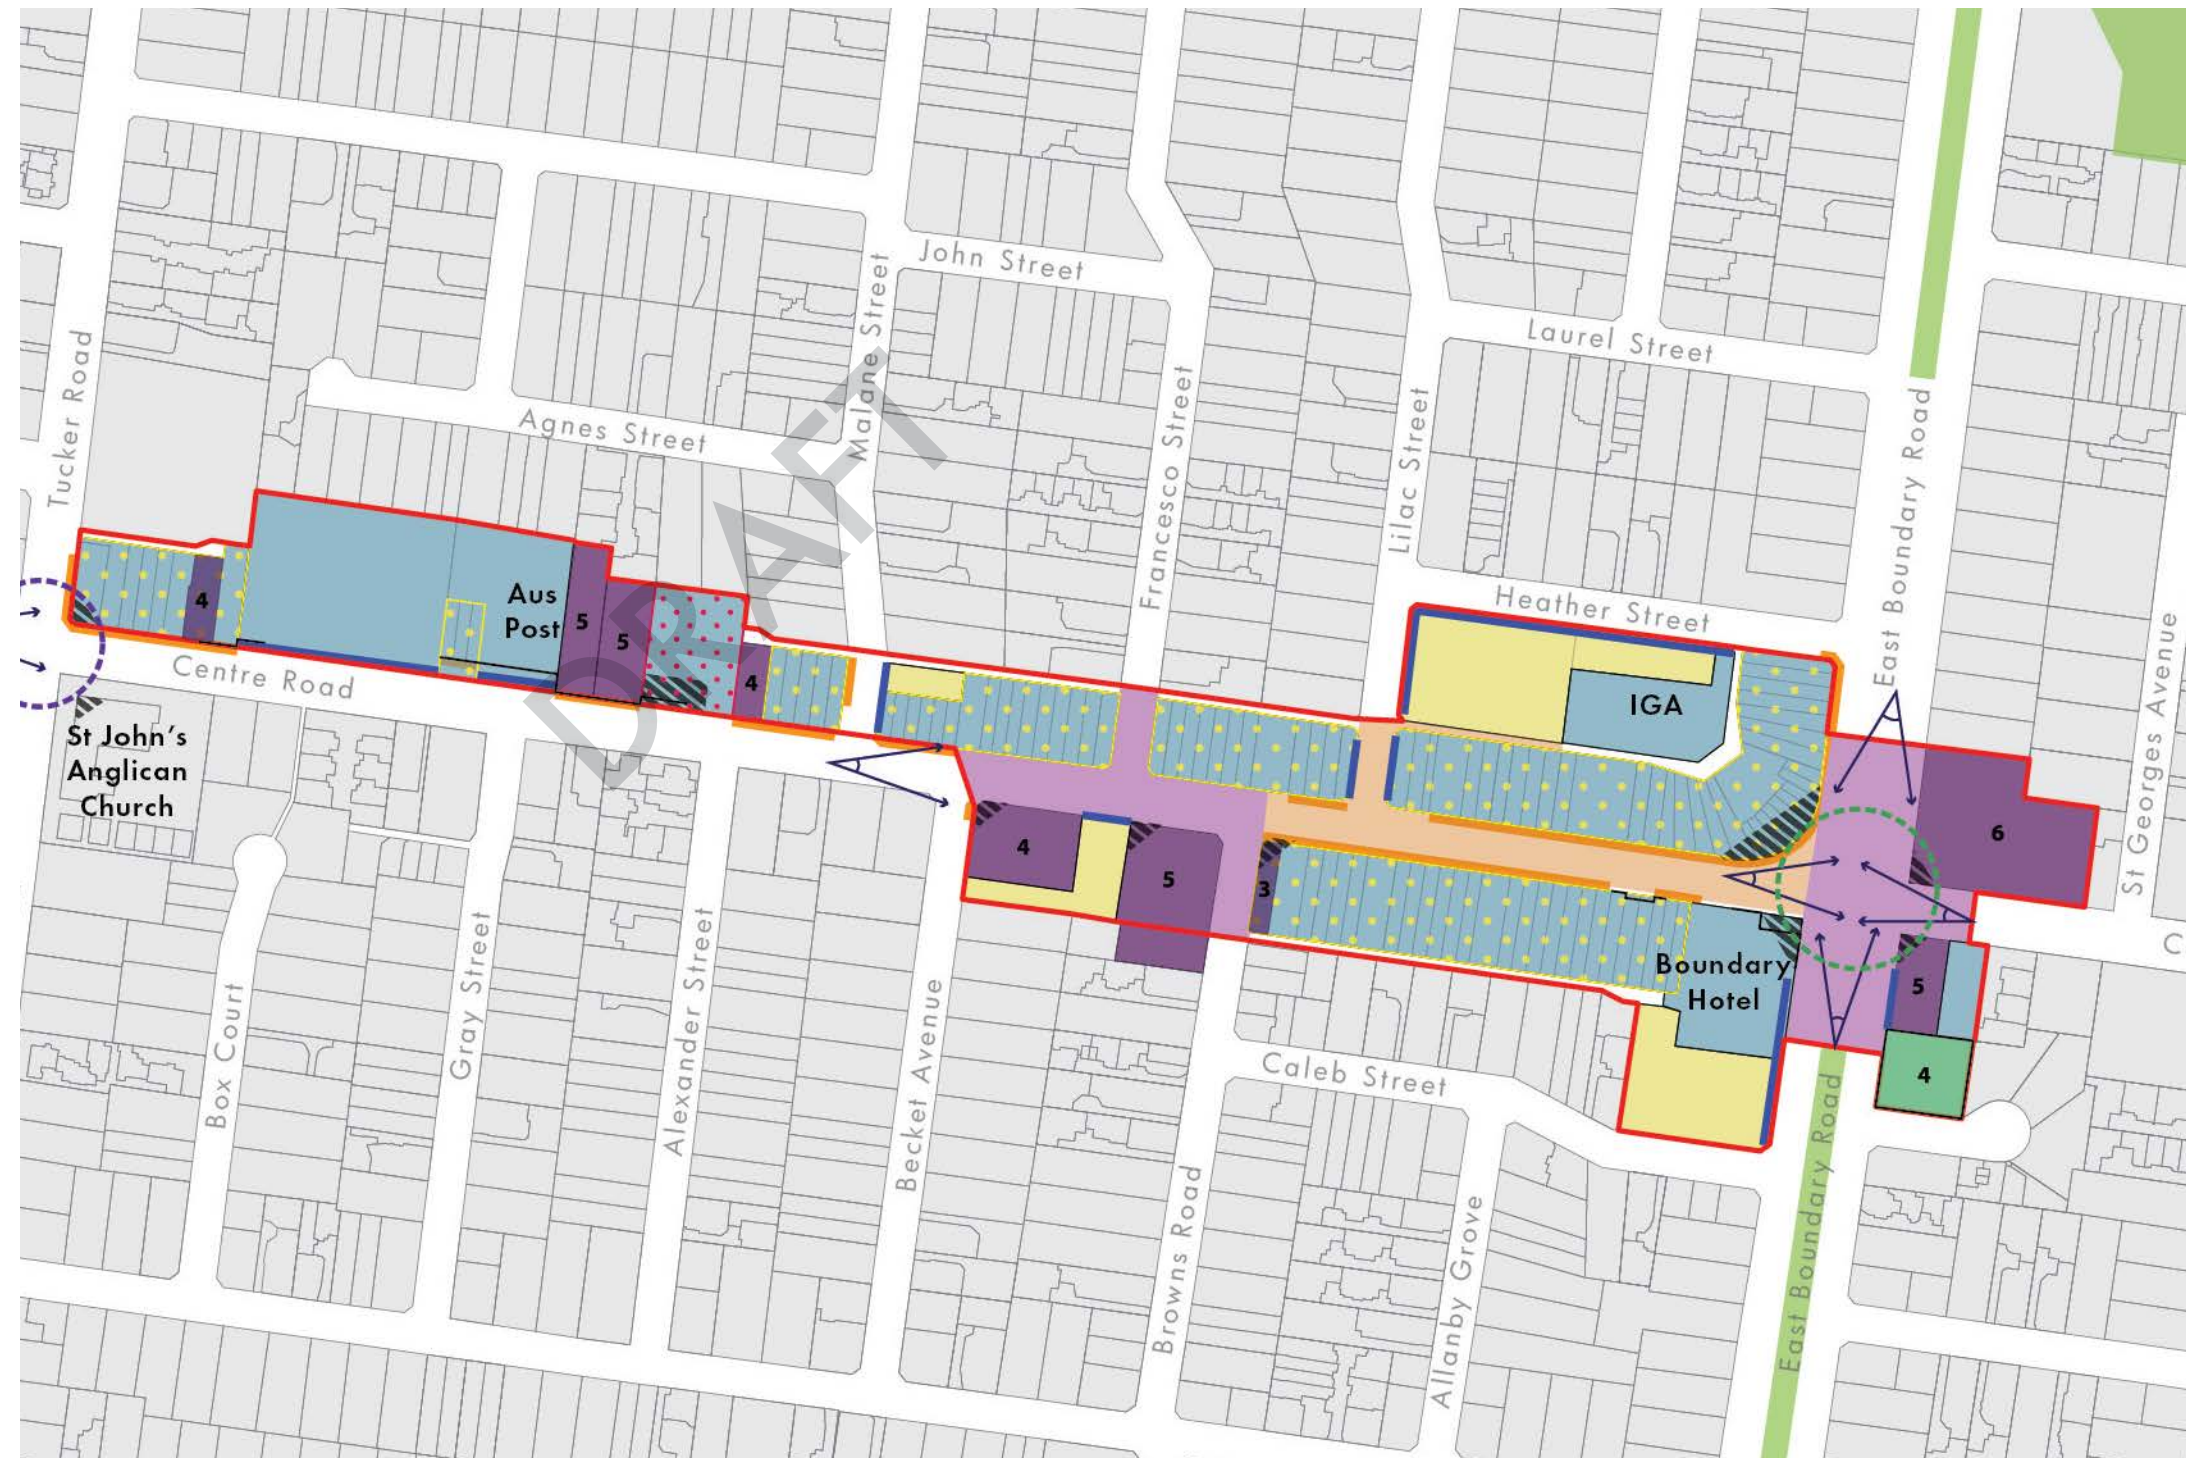 John Street
Malane Street
Laurel Street
Tucker Road
Agnes Street
Francesco Street
Lilac Street
East Boundary Road
DRAFT
Heather Street
Aus
Post
4
5
5
4
Centre Road
St John's
Anglican
Church
IGA
St Georges Avenue
6
4
5
3
Boundary
Hotel
5
4
C
Box Court
Gray Street
Alexander Street
Becket Avenue
Browns Road
Caleb Street
Allanby Grove
East Boundary Road